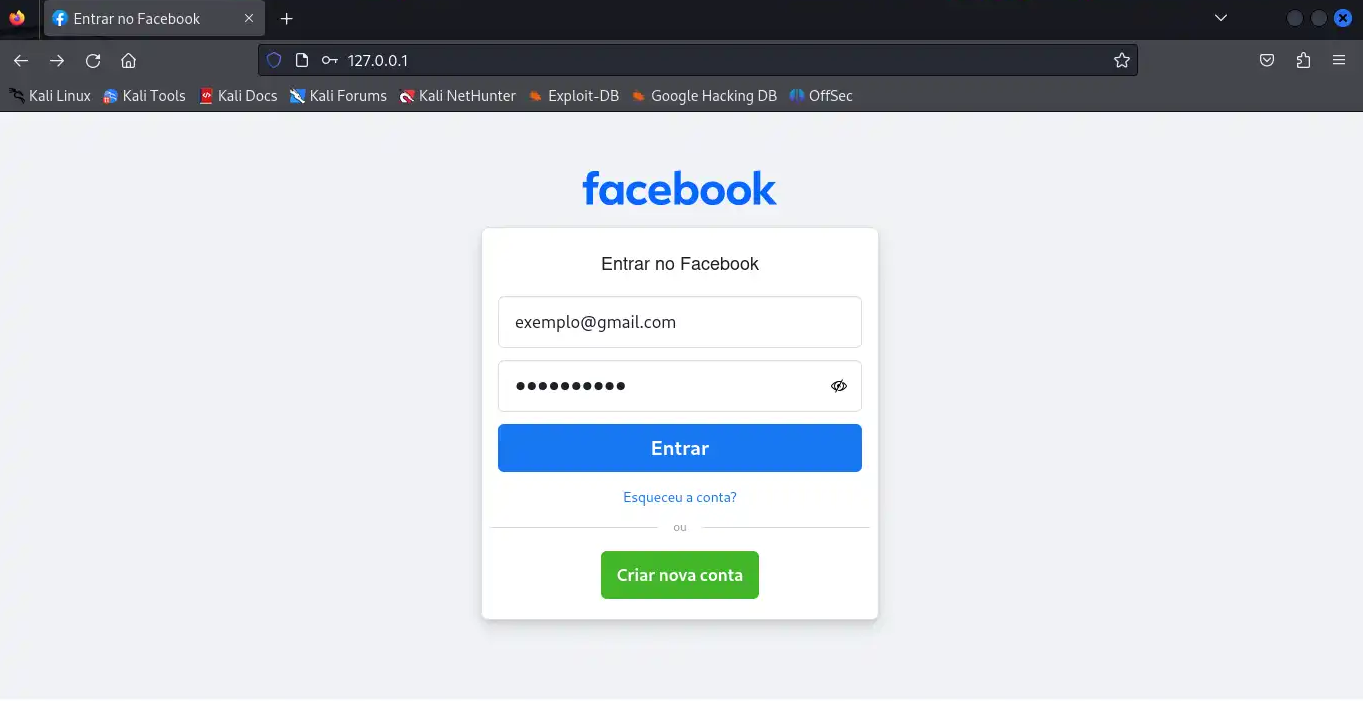 Entrar no Facebook
127.0.0.1
Kali Linux Kali Tools Kali Docs Kali Forums Kali NetHunter Exploit-DB Google Hacking DB OffSec
facebook
Entrar no Facebook
exemplo@gmail.com
••••••••••
Entrar
Esqueceu a conta?
ou
Criar nova conta